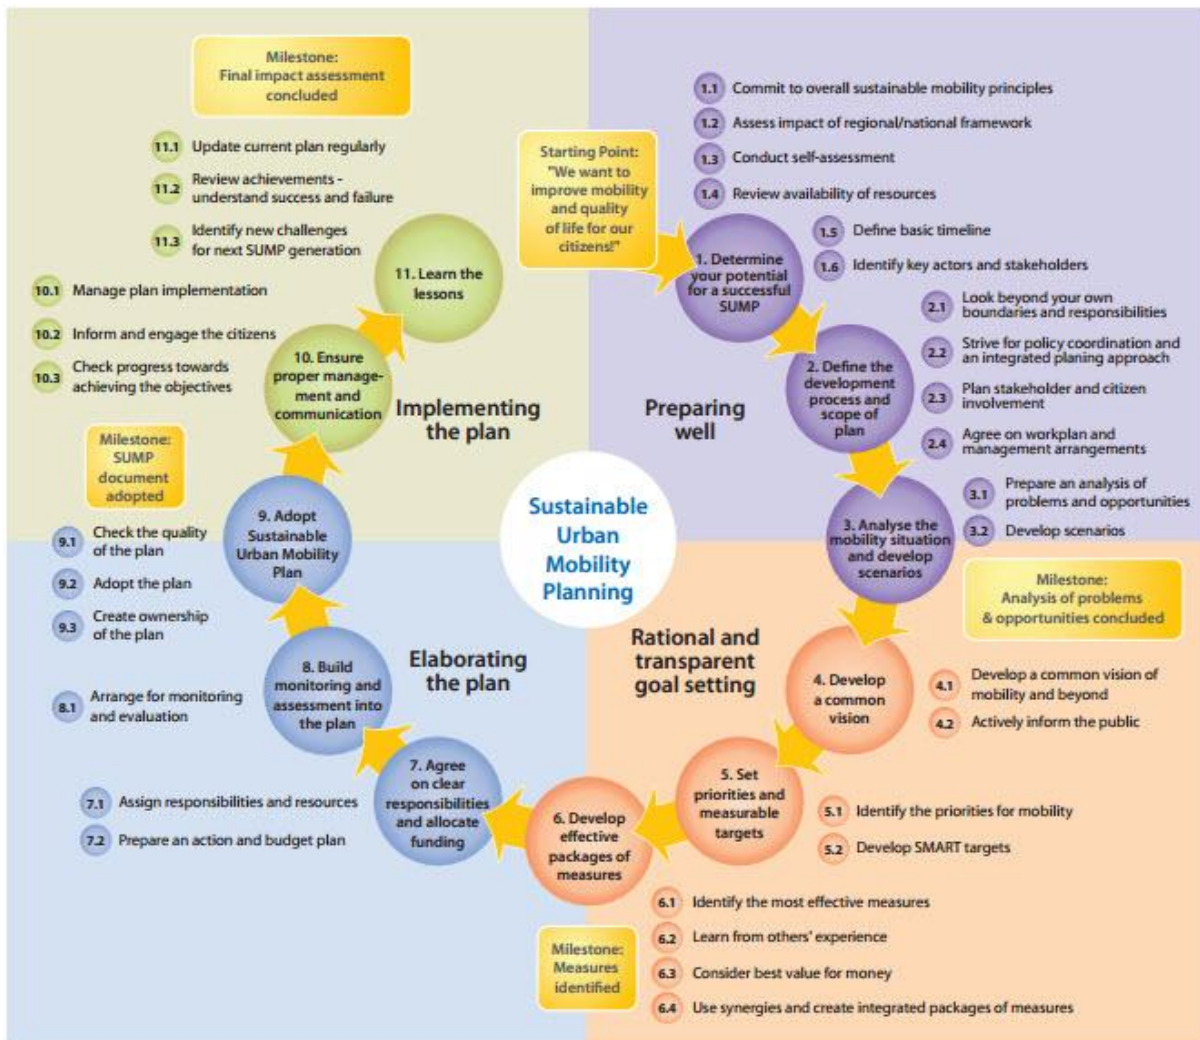 Milestone:
Final impact assessment
concluded
11.1 Update current plan regularly
11.2 Review achievements -
understand success and failure
11.3 Identify new challenges
for next SUMP generation
11. Learn the
lessons
10.1 Manage plan implementation
10.2 Inform and engage the citizens
10.3 Check progress towards
achieving the objectives
10. Ensure
proper manage-
ment and
communication
Implementing
the plan
Starting Point:
"We want to
improve mobility
and quality
of life for our
citizens!"
1.1 Commit to overall sustainable mobility principles
1.2 Assess impact of regional/national framework
1.3 Conduct self-assessment
1.4 Review availability of resources
1.5 Define basic timeline
1.6 Identify key actors and stakeholders
1. Determine
your potential
for a successful
SUMP
2.1 Look beyond your own
boundaries and responsibilities
2.2 Strive for policy coordination and
an integrated planing approach
2.3 Plan stakeholder and citizen
involvement
2.4 Agree on workplan and
management arrangements
2. Define the
development
process and
scope of
plan
Preparing
well
3.1 Prepare an analysis of
problems and opportunities
3.2 Develop scenarios
3. Analyse the
mobility situation
and develop
scenarios
Milestone:
Analysis of problems
& opportunities concluded
Sustainable
Urban
Mobility
Planning
Milestone:
SUMP
document
adopted
9.1 Check the quality
of the plan
9.2 Adopt the plan
9.3 Create ownership
of the plan
9. Adopt
Sustainable
Urban Mobility
Plan
8.1 Arrange for monitoring
and evaluation
8. Build
monitoring and
assessment into
the plan
Elaborating
the plan
7.1 Assign responsibilities and resources
7.2 Prepare an action and budget plan
7. Agree
on clear
responsibilities
and allocate
funding
Rational and
transparent
goal setting
4. Develop
a common
vision
4.1 Develop a common vision of
mobility and beyond
4.2 Actively inform the public
5. Set
priorities and
measurable
targets
5.1 Identify the priorities for mobility
5.2 Develop SMART targets
6. Develop
effective
packages of
measures
6.1 Identify the most effective measures
6.2 Learn from others' experience
6.3 Consider best value for money
6.4 Use synergies and create integrated packages of measures
Milestone:
Measures
identified